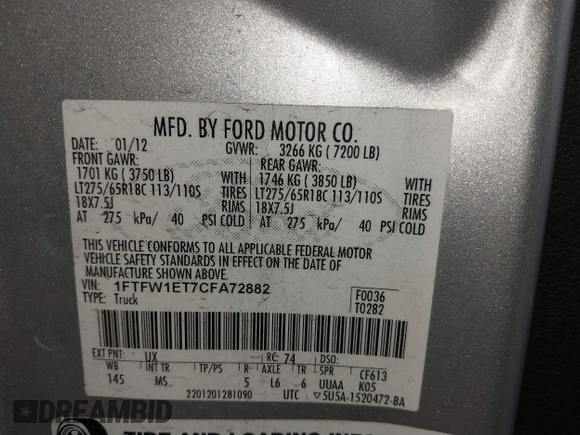 MFD. BY FORD MOTOR CO.
DATE: 01/12 GVWR: 3266 KG ( 7200 LB)
FRONT GAWR: REAR GAWR:
1701 KG ( 3750 LB) WITH 1746 KG ( 3850 LB) WITH
LT275/65R18C 113/110S TIRES LT275/65R18C 113/110S TIRES
18X7.5J RIMS 18X7.5J RIMS
AT 275 kPa/ 40 PSI COLD AT 275 kPa/ 40 PSI COLD
THIS VEHICLE CONFORMS TO ALL APPLICABLE FEDERAL MOTOR
VEHICLE SAFETY STANDARDS IN EFFECT ON THE DATE OF
MANUFACTURE SHOWN ABOVE.
VIN: 1FTFW1ET7CFA72882 F0036
TYPE: Truck T0282
EXT PNT: UX RC: 74 DSO:
WB INT TR TP/PS R AXLE TR SPR CF613
145 MS 5 L6 6 UUAA K05
2201201281090 UTC ▽5U5A-1520472-BA
DREAMBID
TIRE AND LOADING INFO